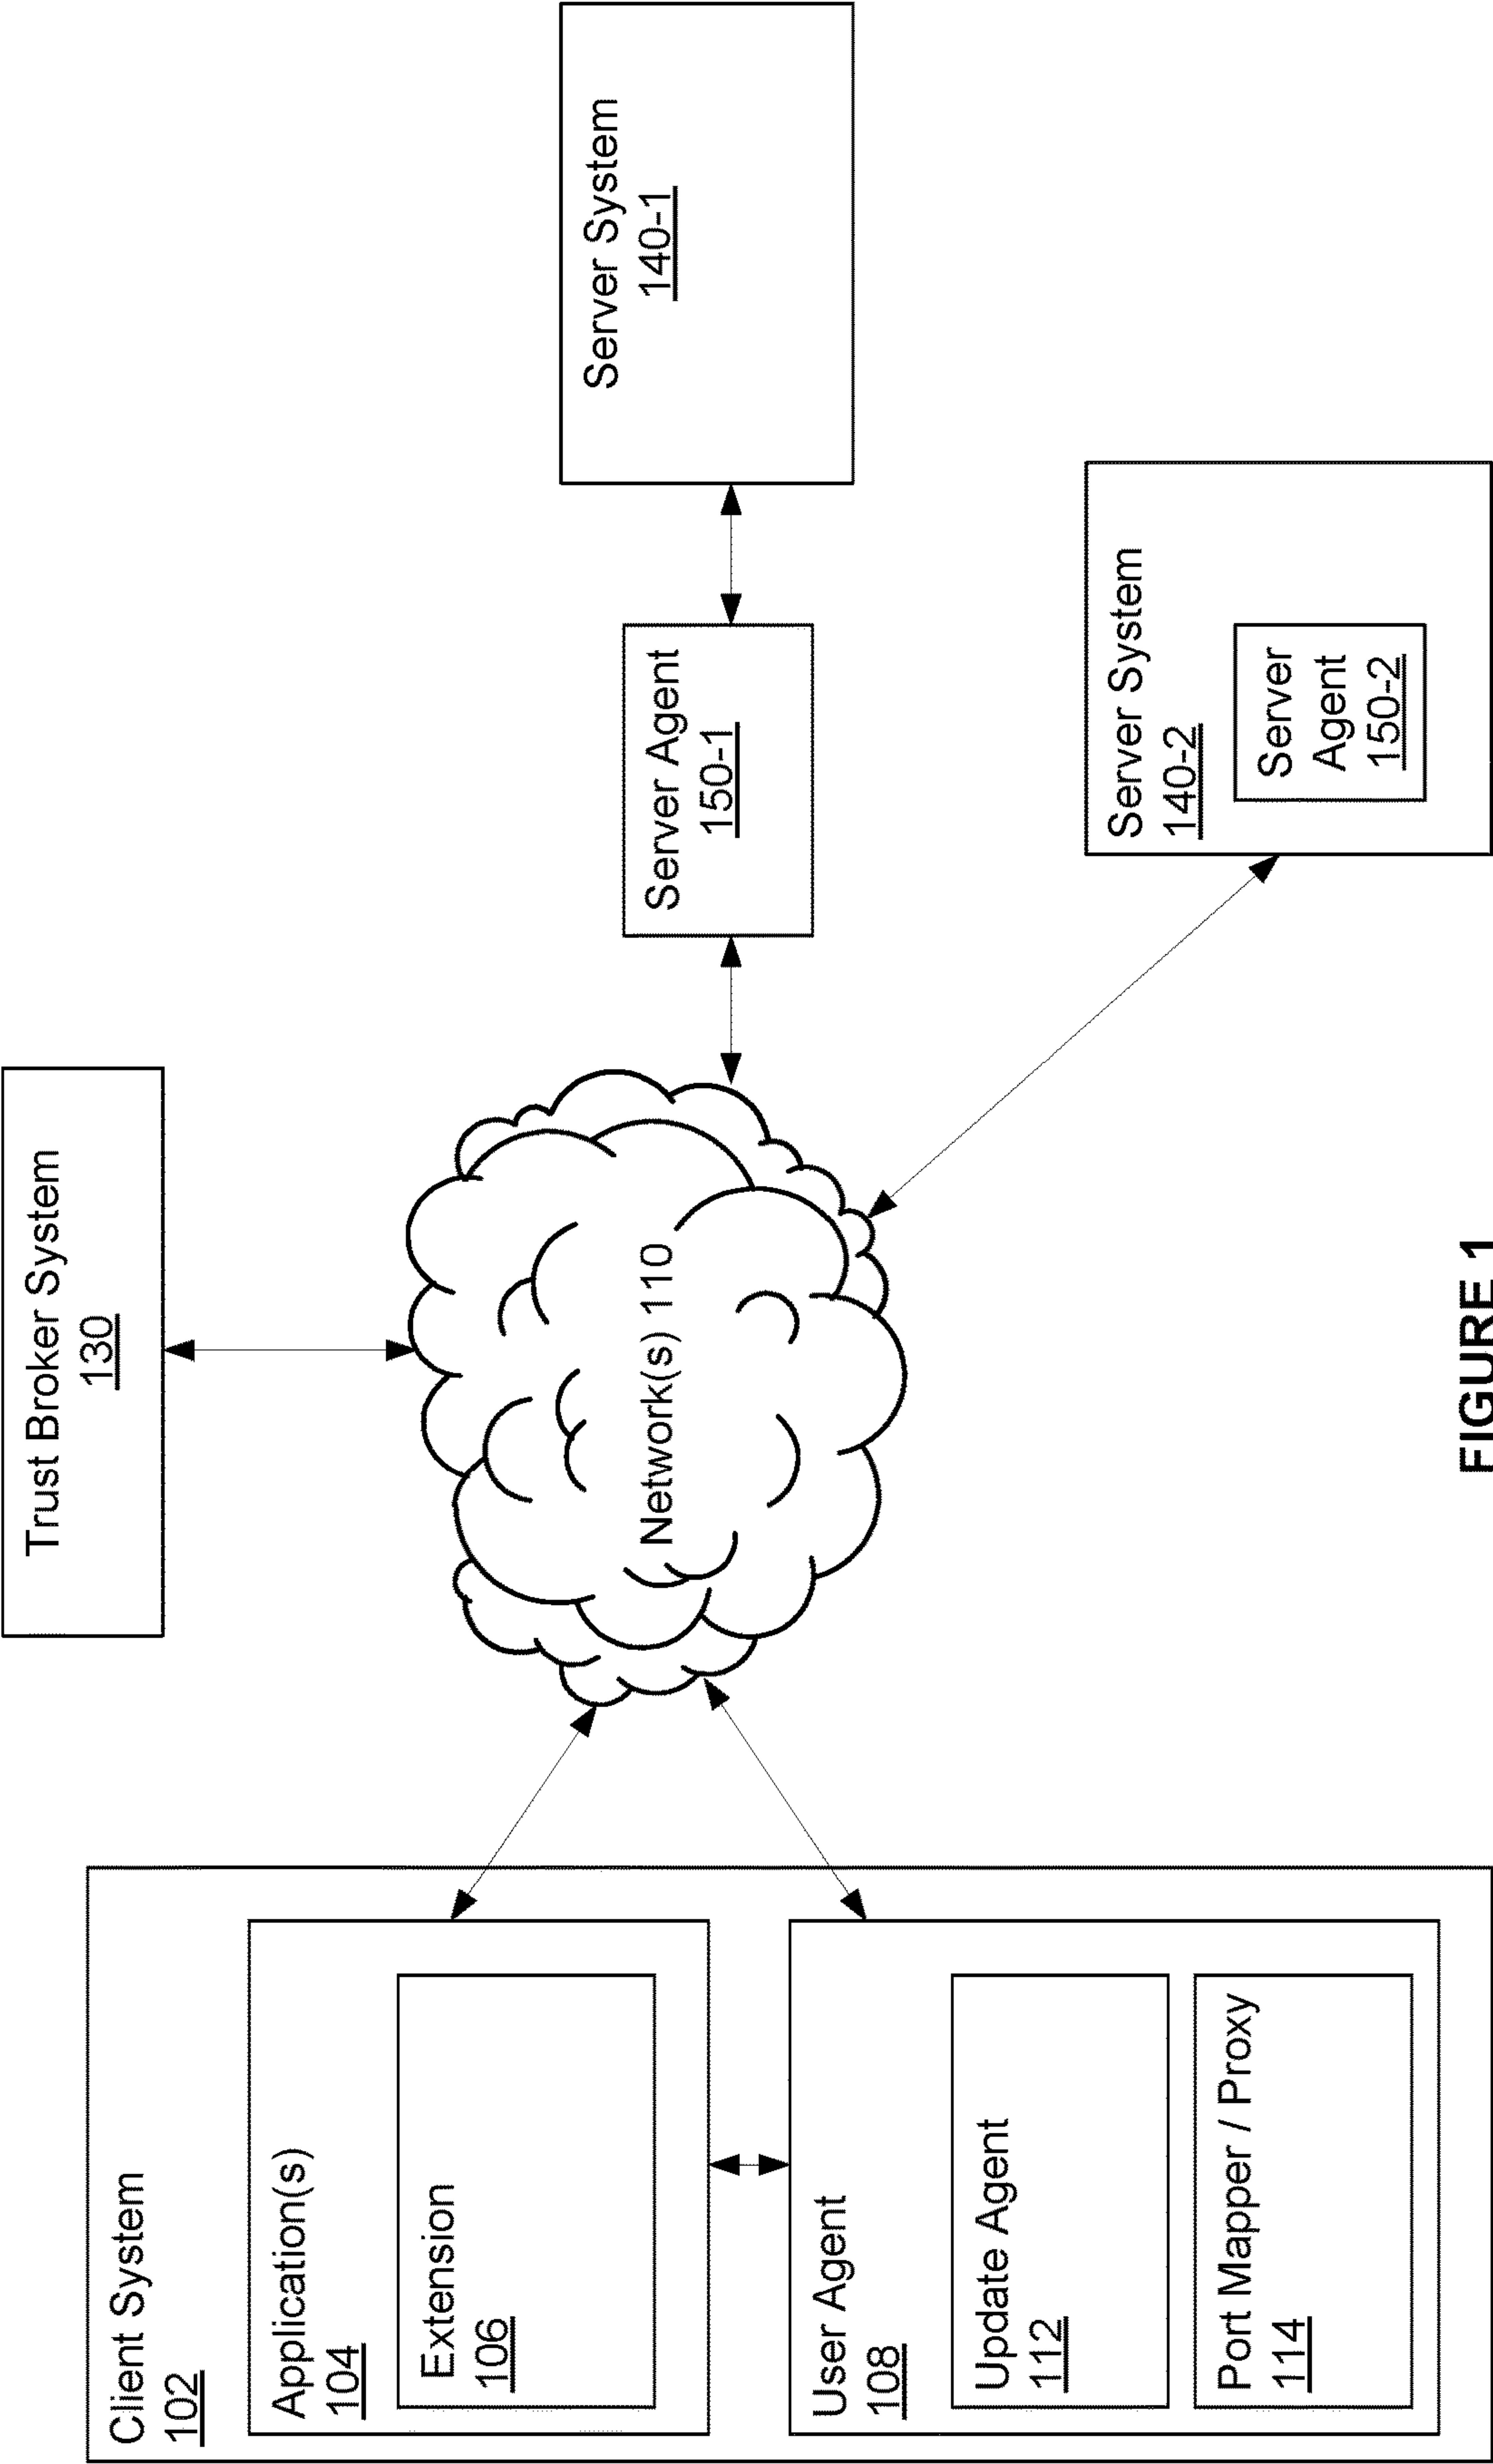 Trust Broker System
130
Client System
102
Application(s)
104
Extension
106
User Agent
108
Update Agent
112
Port Mapper / Proxy
114
Network(s) 110
Server Agent
150-1
Server System
140-1
Server System
140-2
Server
Agent
150-2
FIGURE 1